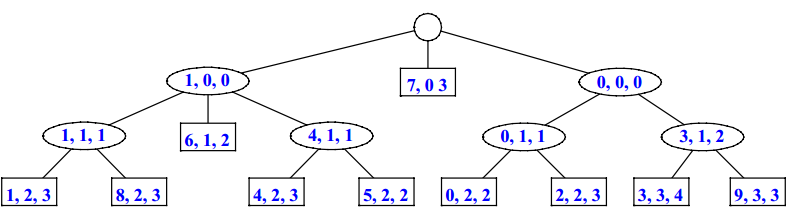 1, 0, 0
7, 0 3
0, 0, 0
1, 1, 1
6, 1, 2
4, 1, 1
0, 1, 1
3, 1, 2
1, 2, 3
8, 2, 3
4, 2, 3
5, 2, 2
0, 2, 2
2, 2, 3
3, 3, 4
9, 3, 3